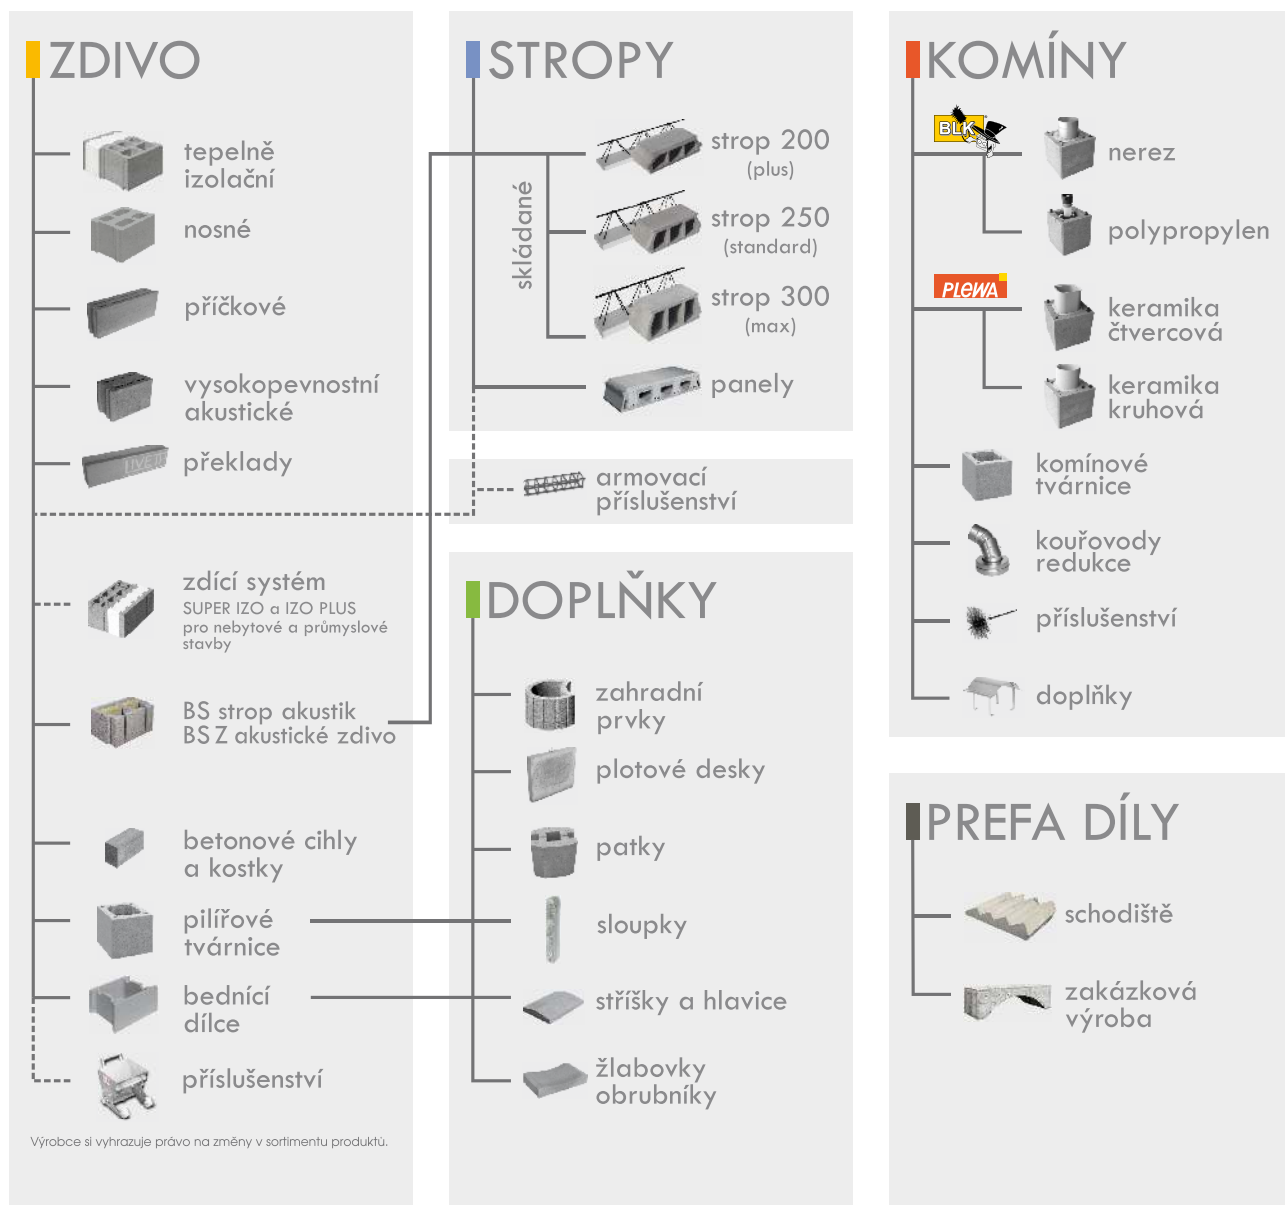 ZDIVO
tepelně
izolační
nosné
příčkové
vysokopevnostní
akustické
překlady
zdící systém
SUPER IZO a IZO PLUS
pro nebytové a průmyslové
stavby
BS strop akustik
BS Z akustické zdivo
betonové cihly
a kostky
pilířové
tvárnice
bednící
dílce
příslušenství
Výrobce si vyhrazuje právo na změny v sortimentu produktů.
STROPY
skládané
strop 200
(plus)
strop 250
(standard)
strop 300
(max)
panely
armovací
příslušenství
DOPLŇKY
zahradní
prvky
plotové desky
patky
sloupky
stříšky a hlavice
žlabovky
obrubníky
KOMÍNY
BLK
nerez
polypropylen
PLEWA
keramika
čtvercová
keramika
kruhová
komínové
tvárnice
kouřovody
redukce
příslušenství
doplňky
PREFA DÍLY
schodiště
zakázková
výroba